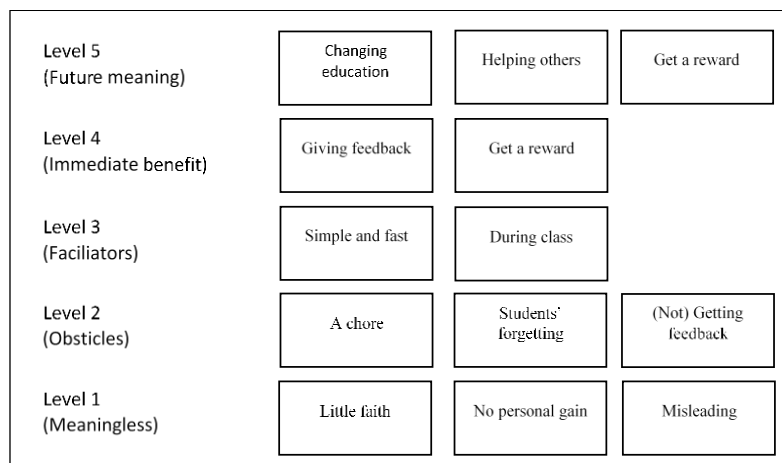 Level 5
(Future meaning)
Changing
education
Helping others
Get a reward
Level 4
(Immediate benefit)
Giving feedback
Get a reward
Level 3
(Faciliators)
Simple and fast
During class
Level 2
(Obsticles)
A chore
Students'
forgetting
(Not) Getting
feedback
Level 1
(Meaningless)
Little faith
No personal gain
Misleading